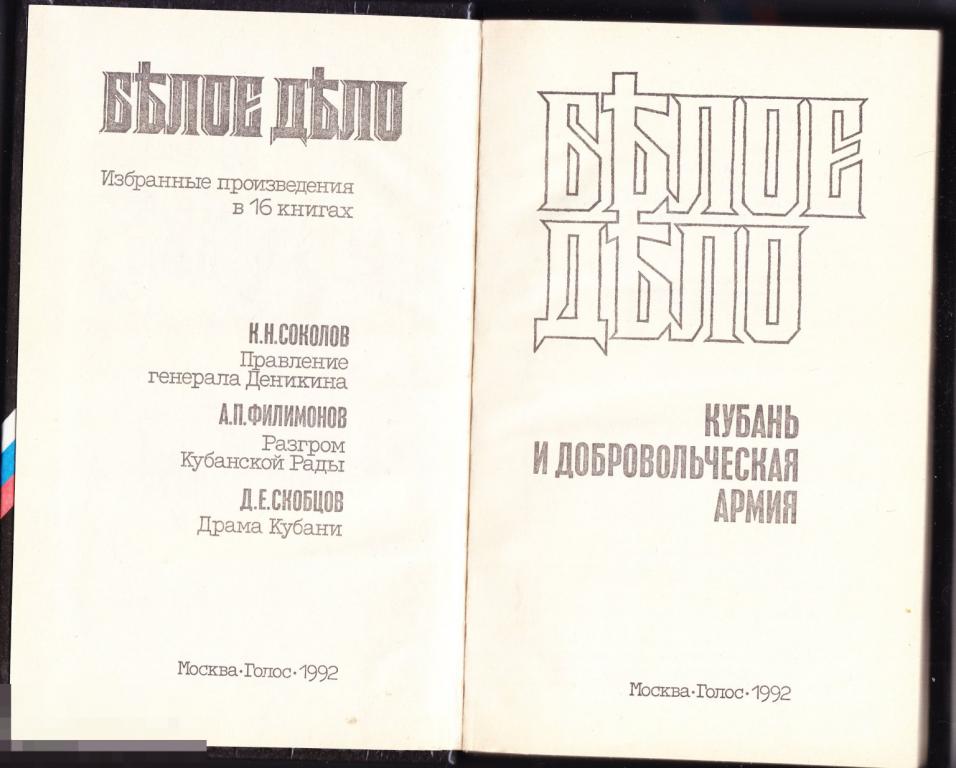 БѢЛОЕ ДѢЛО
Избранные произведения
в 16 книгах
К.Н.СОКОЛОВ
Правление
генерала Деникина
А.П.ФИЛИМОНОВ
Разгром
Кубанской Рады
Д.Е.СКОБЦОВ
Драма Кубани
Москва·Голос·1992
БѢЛОЕ
ДѢЛО
КУБАНЬ
И ДОБРОВОЛЬЧЕСКАЯ
АРМИЯ
Москва·Голос·1992